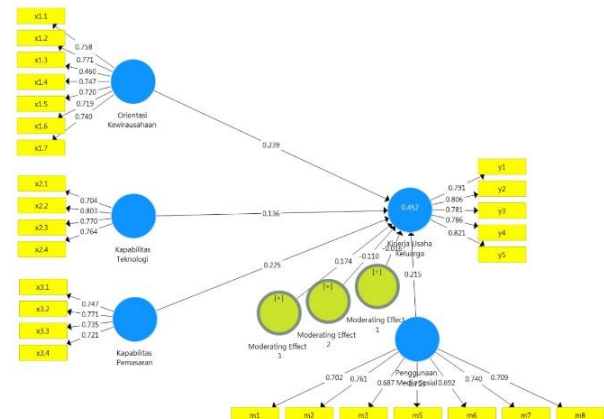 x1.1
x1.2
x1.3
x1.4
x1.5
x1.6
x1.7
0.758
0.771
0.460
0.747
0.720
0.719
0.740
Orientasi
Kewirausahaan
0.239
x2.1
x2.2
x2.3
x2.4
0.704
0.803
0.770
0.764
Kapabilitas
Teknologi
0.136
x3.1
x3.2
x3.3
x3.4
0.747
0.771
0.735
0.721
Kapabilitas
Pemasaran
0.225
0.452
Kinerja Usaha
Keluarga
y1
y2
y3
y4
y5
0.791
0.806
0.781
0.786
0.821
0.174
-0.110
-0.016
0.215
[+]
Moderating Effect
3
[+]
Moderating Effect
2
[+]
Moderating Effect
1
Penggunaan
Media Sosial
0.702
0.761
0.687
0.692
0.740
0.709
m1
m2
m3
m5
m6
m7
m8